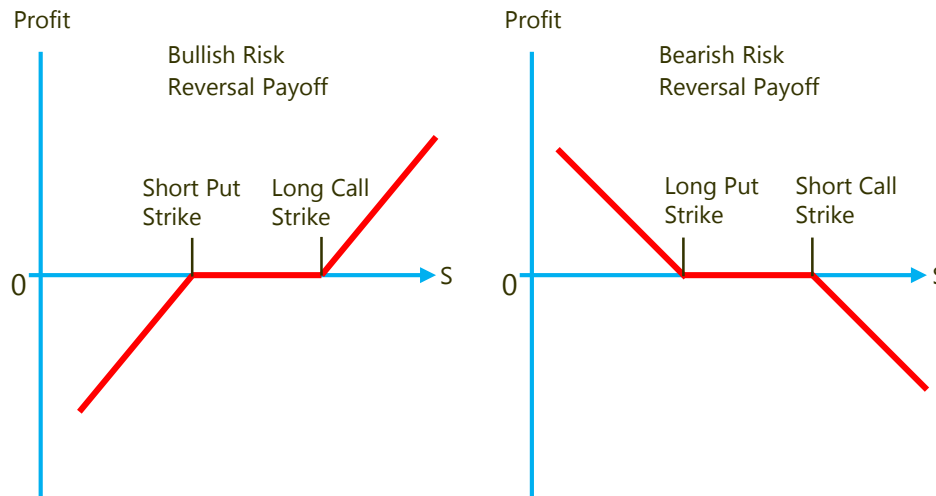 Profit
Bullish Risk
Reversal Payoff
Short Put
Strike
Long Call
Strike
0
S
Profit
Bearish Risk
Reversal Payoff
Long Put
Strike
Short Call
Strike
0
S